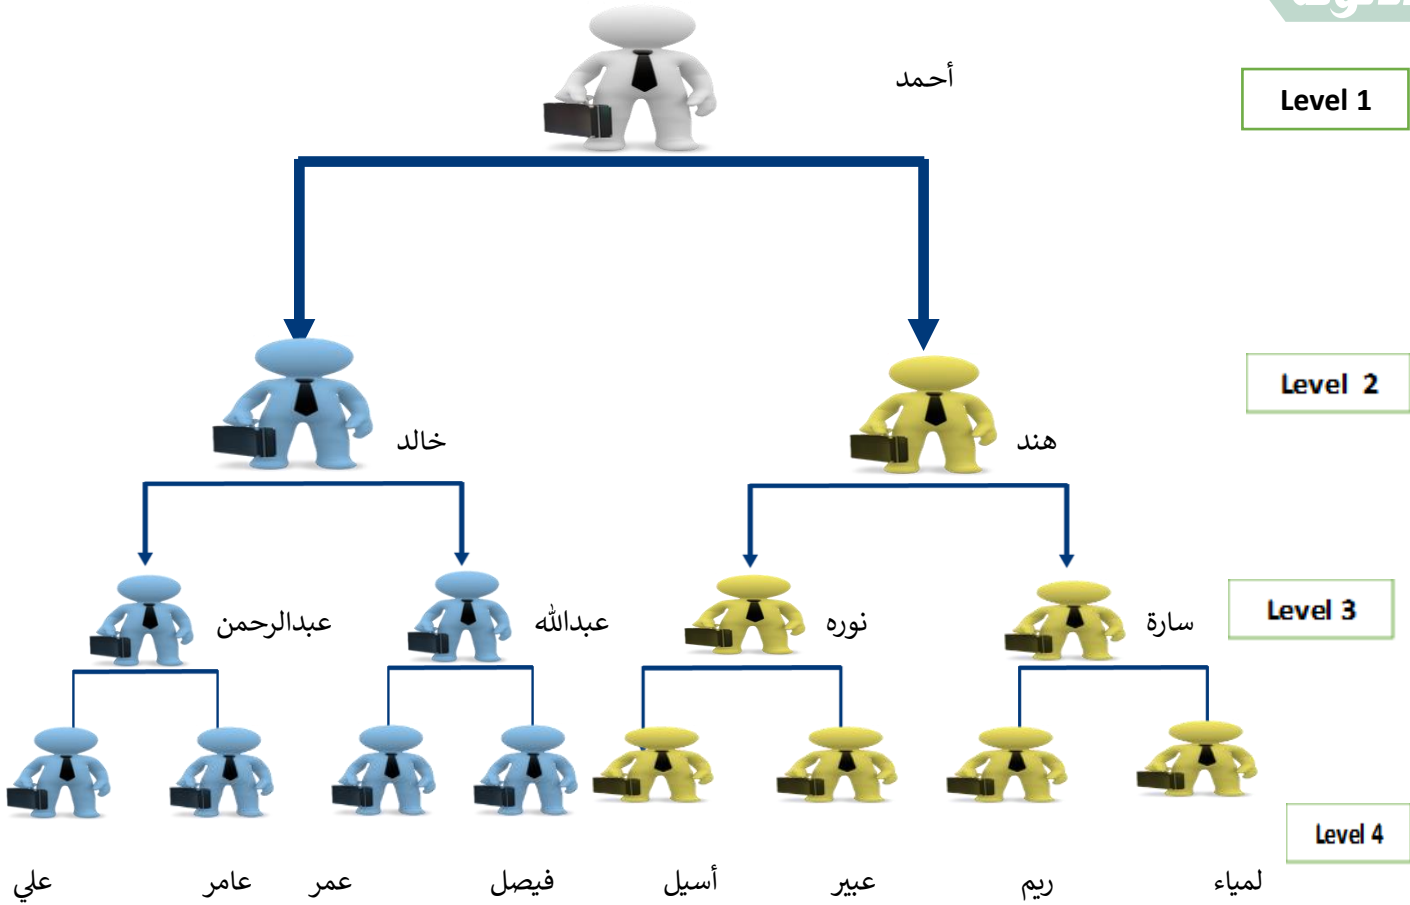 أحمد
Level 1
خالد
هند
Level 2
عبدالرحمن
عبدالله
نوره
سارة
Level 3
Level 4
علي
عامر
عمر
فيصل
أسيل
عبير
ريم
لمياء